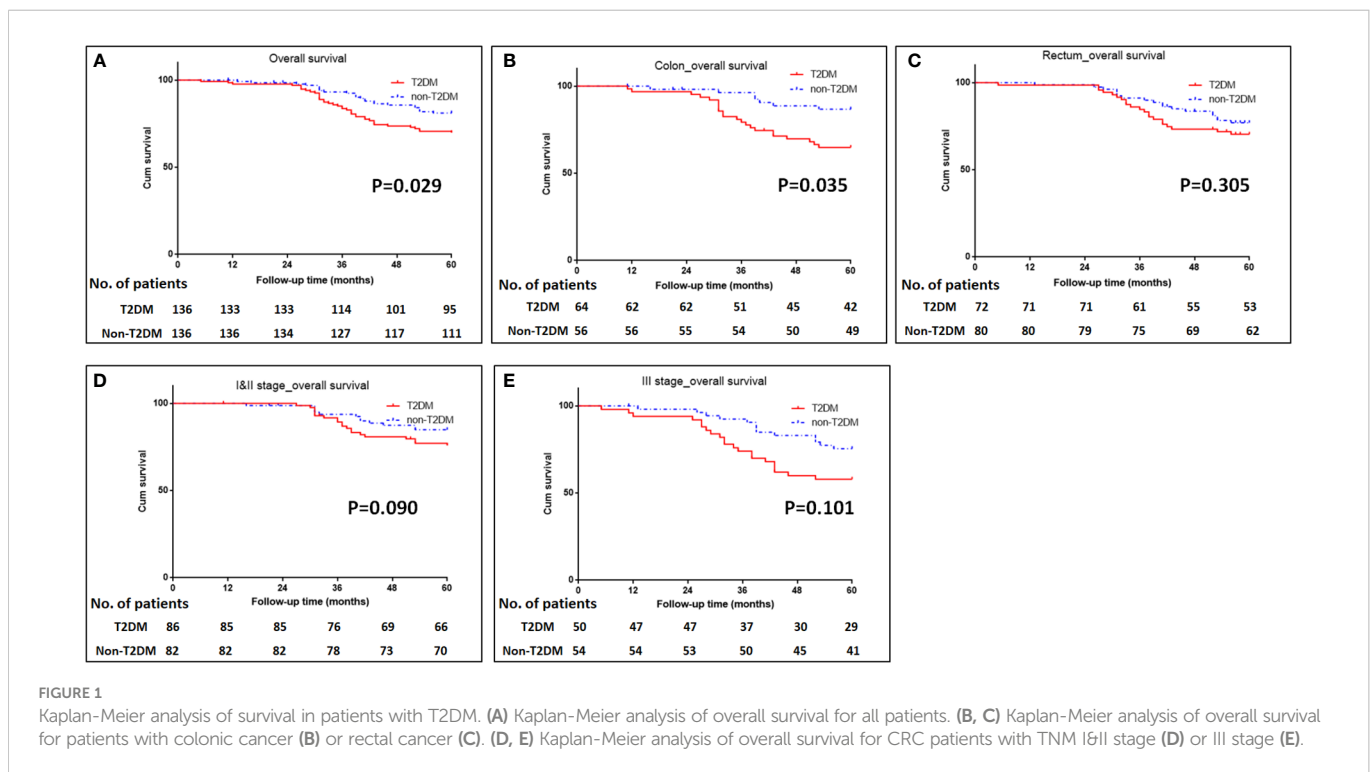 A
Overall survival
T2DM
non-T2DM
100
50
0
Cum survival
P=0.029
0 12 24 36 48 60
Follow-up time (months)
No. of patients
T2DM 136 133 133 114 101 95
Non-T2DM 136 136 134 127 117 111
B
Colon_overall survival
T2DM
non-T2DM
100
50
0
Cum survival
P=0.035
0 12 24 36 48 60
Follow-up time (months)
No. of patients
T2DM 64 62 62 51 45 42
Non-T2DM 56 56 55 54 50 49
C
Rectum_overall survival
T2DM
non-T2DM
100
50
0
Cum survival
P=0.305
0 12 24 36 48 60
Follow-up time (months)
No. of patients
T2DM 72 71 71 61 55 53
Non-T2DM 80 80 79 75 69 62
D
I&II stage_overall survival
T2DM
non-T2DM
100
50
0
Cum survival
P=0.090
0 12 24 36 48 60
Follow-up time (months)
No. of patients
T2DM 86 85 85 76 69 66
Non-T2DM 82 82 82 78 73 70
E
III stage_overall survival
T2DM
non-T2DM
100
50
0
Cum survival
P=0.101
0 12 24 36 48 60
Follow-up time (months)
No. of patients
T2DM 50 47 47 37 30 29
Non-T2DM 54 54 53 50 45 41
FIGURE 1
Kaplan-Meier analysis of survival in patients with T2DM. (A) Kaplan-Meier analysis of overall survival for all patients. (B, C) Kaplan-Meier analysis of overall survival
for patients with colonic cancer (B) or rectal cancer (C). (D, E) Kaplan-Meier analysis of overall survival for CRC patients with TNM I&II stage (D) or III stage (E).